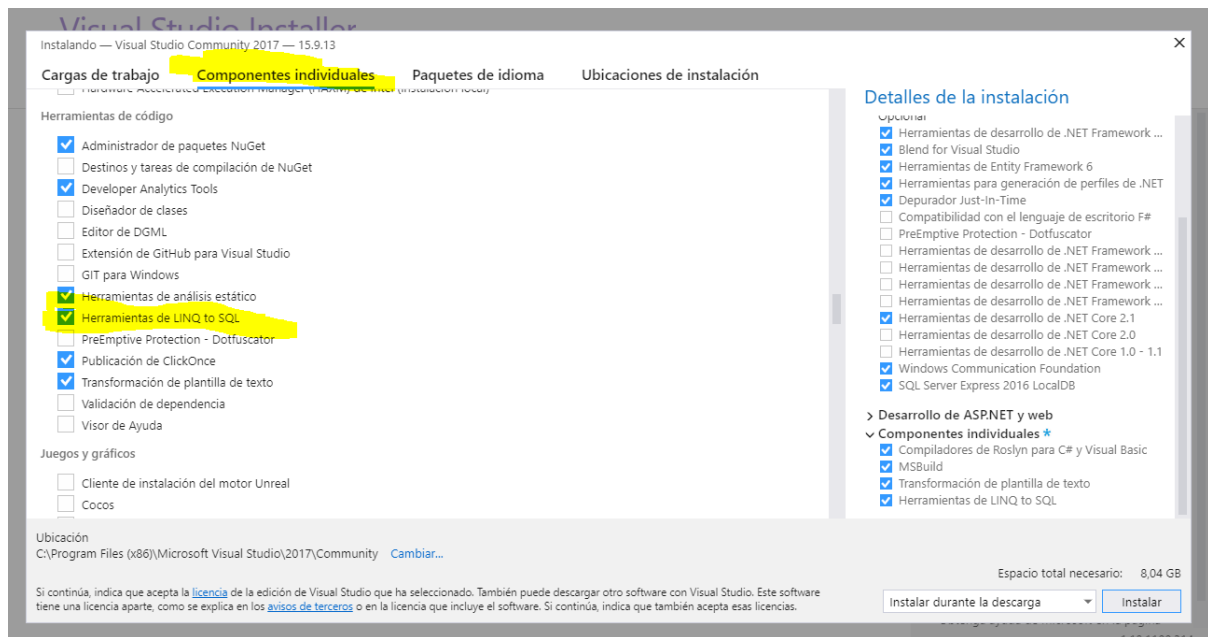 Visual Studio Installer
Instalando — Visual Studio Community 2017 — 15.9.13
Cargas de trabajo
Componentes individuales
Paquetes de idioma
Ubicaciones de instalación
Hardware Accelerated Execution Manager (HAXM) de Intel (instalación local)
Herramientas de código
Administrador de paquetes NuGet
Destinos y tareas de compilación de NuGet
Developer Analytics Tools
Diseñador de clases
Editor de DGML
Extensión de GitHub para Visual Studio
GIT para Windows
Herramientas de análisis estático
Herramientas de LINQ to SQL
PreEmptive Protection - Dotfuscator
Publicación de ClickOnce
Transformación de plantilla de texto
Validación de dependencia
Visor de Ayuda
Juegos y gráficos
Cliente de instalación del motor Unreal
Cocos
Detalles de la instalación
Opcional
Herramientas de desarrollo de .NET Framework ...
Blend for Visual Studio
Herramientas de Entity Framework 6
Herramientas para generación de perfiles de .NET
Depurador Just-In-Time
Compatibilidad con el lenguaje de escritorio F#
PreEmptive Protection - Dotfuscator
Herramientas de desarrollo de .NET Framework ...
Herramientas de desarrollo de .NET Framework ...
Herramientas de desarrollo de .NET Framework ...
Herramientas de desarrollo de .NET Framework ...
Herramientas de desarrollo de .NET Core 2.1
Herramientas de desarrollo de .NET Core 2.0
Herramientas de desarrollo de .NET Core 1.0 - 1.1
Windows Communication Foundation
SQL Server Express 2016 LocalDB
Desarrollo de ASP.NET y web
Componentes individuales *
Compiladores de Roslyn para C# y Visual Basic
MSBuild
Transformación de plantilla de texto
Herramientas de LINQ to SQL
Ubicación
C:\Program Files (x86)\Microsoft Visual Studio\2017\Community Cambiar...
Espacio total necesario: 8,04 GB
Si continúa, indica que acepta la licencia de la edición de Visual Studio que ha seleccionado. También puede descargar otro software con Visual Studio. Este software
tiene una licencia aparte, como se explica en los avisos de terceros o en la licencia que incluye el software. Si continúa, indica que también acepta esas licencias.
Instalar durante la descarga
Instalar